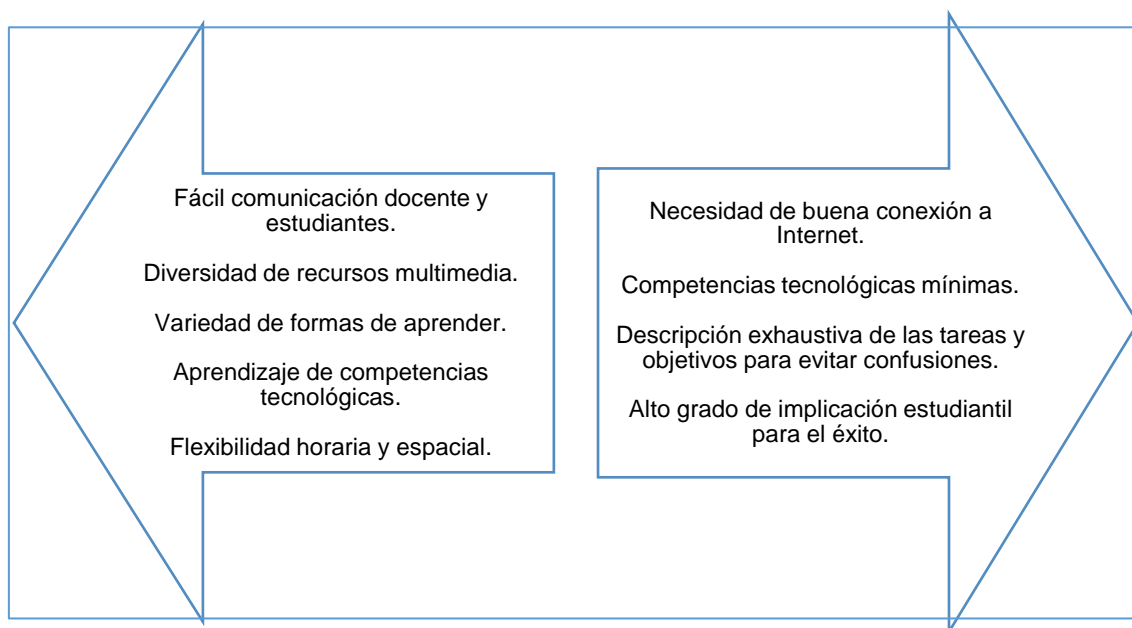 Fácil comunicación docente y
estudiantes.
Diversidad de recursos multimedia.
Variedad de formas de aprender.
Aprendizaje de competencias
tecnológicas.
Flexibilidad horaria y espacial.
Necesidad de buena conexión a
Internet.
Competencias tecnológicas mínimas.
Descripción exhaustiva de las tareas y
objetivos para evitar confusiones.
Alto grado de implicación estudiantil
para el éxito.